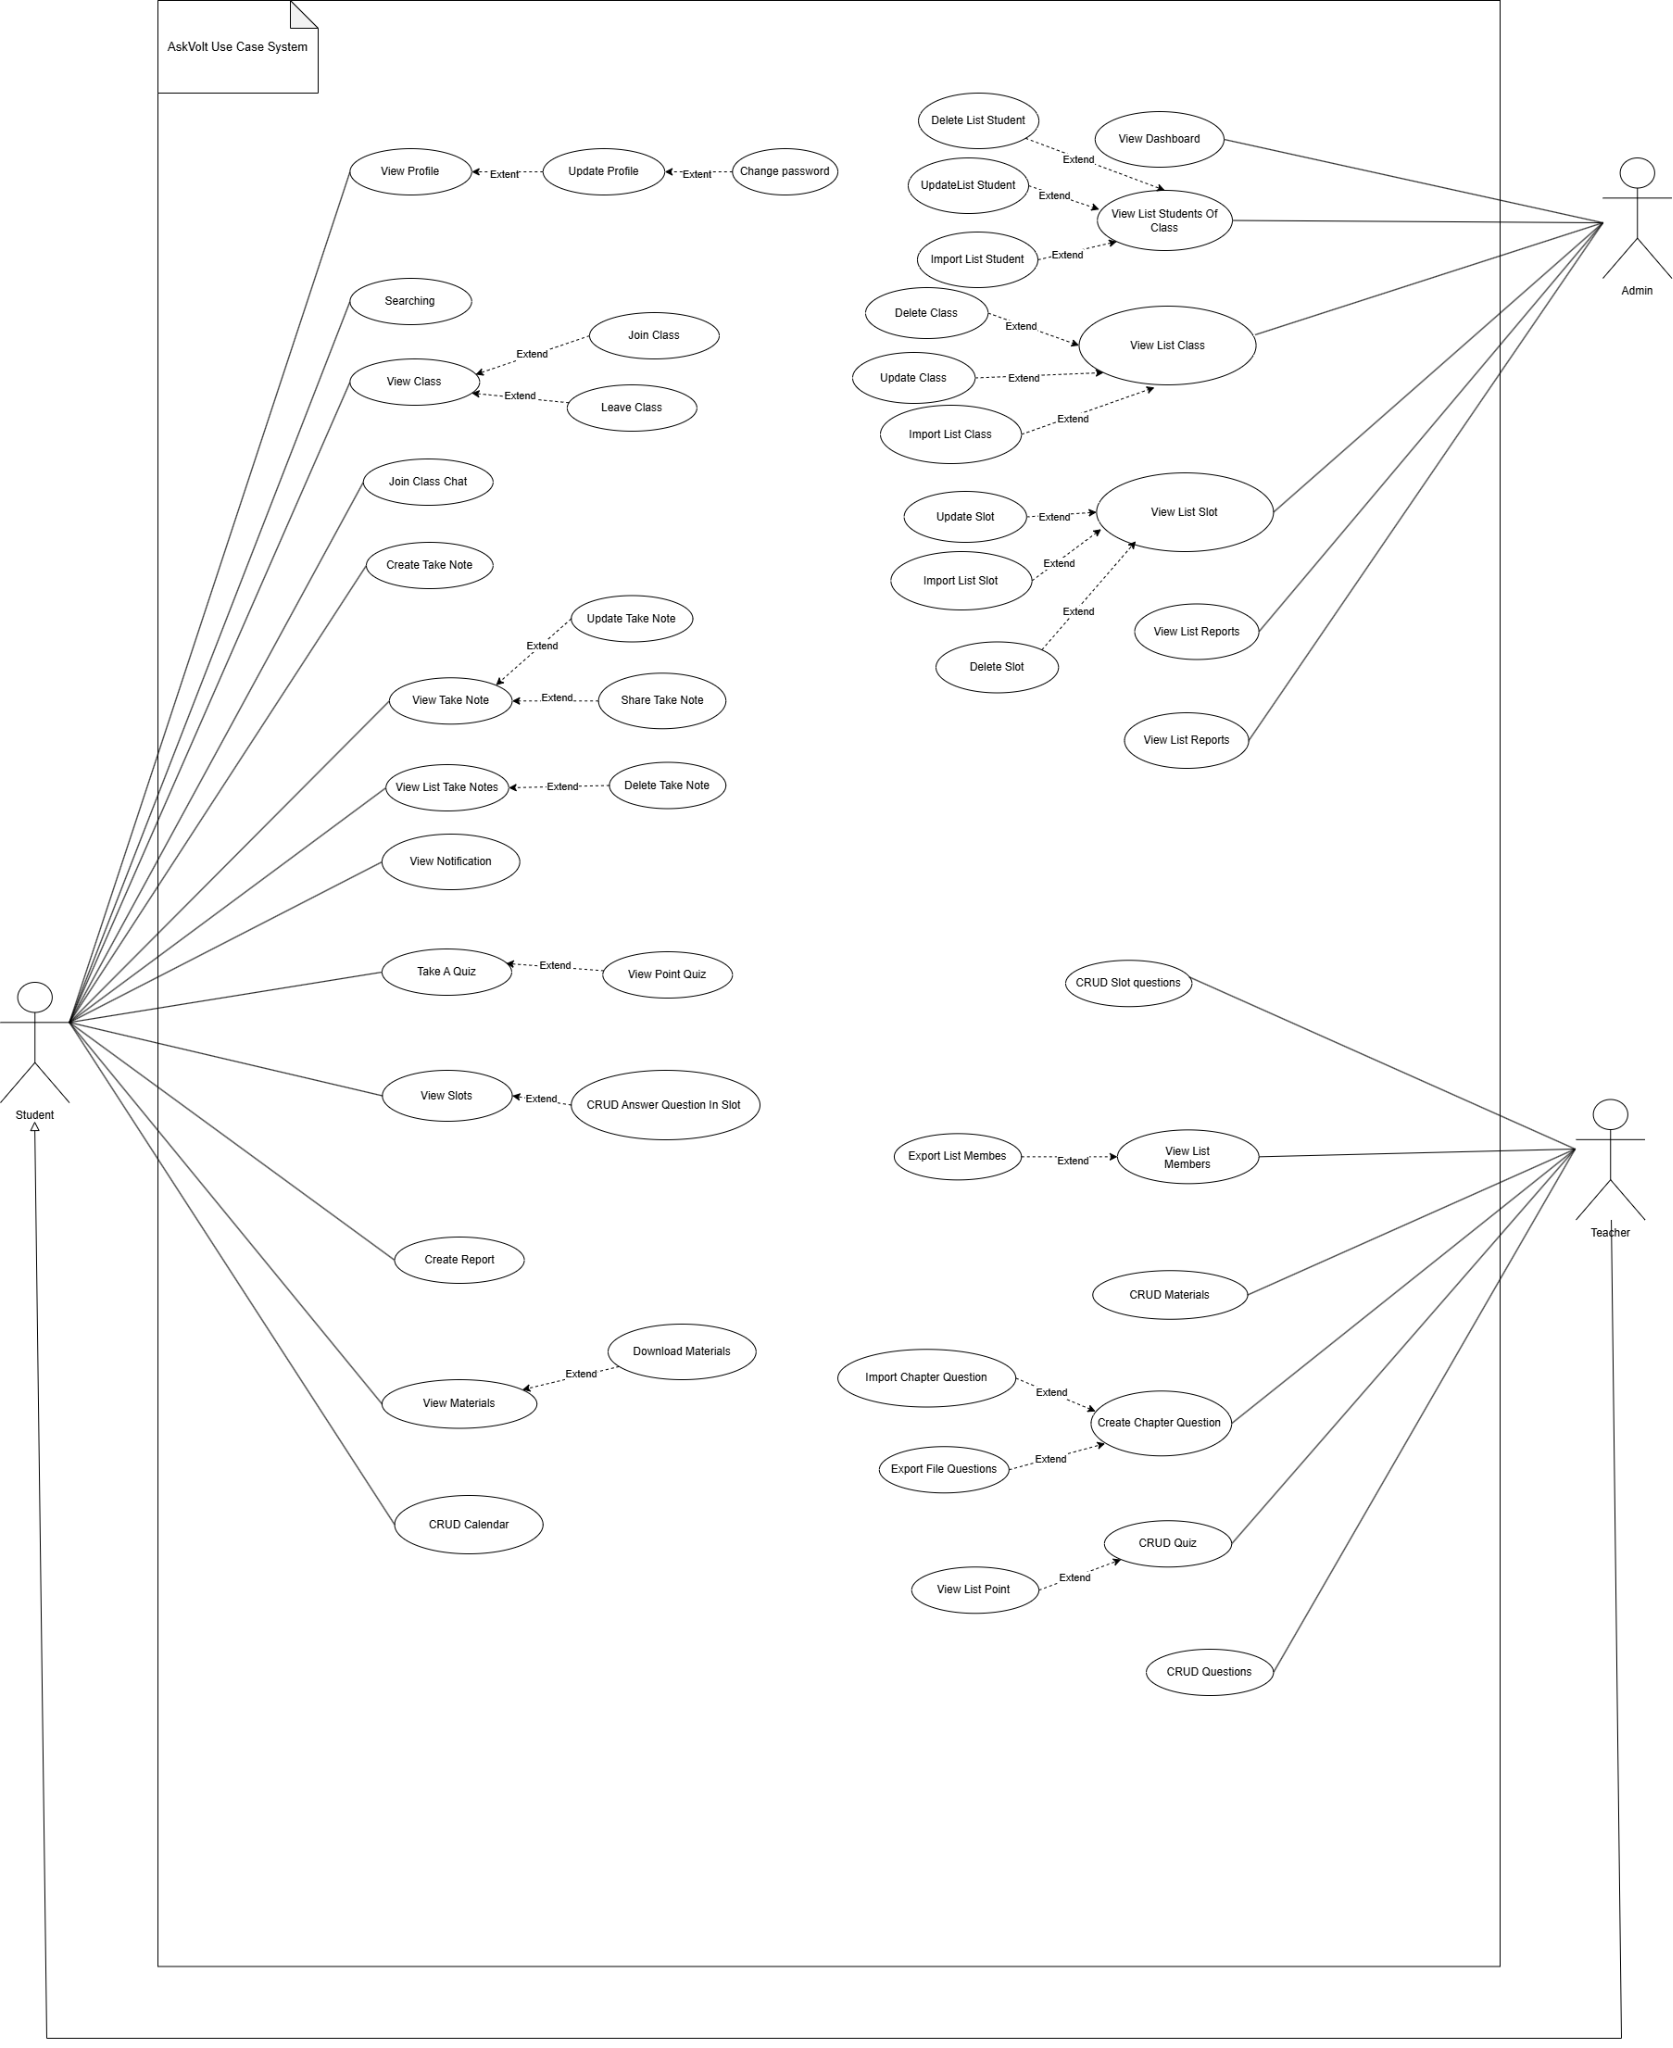 AskVolt Use Case System
Delete List Student
View Dashboard
Extend
View Profile
Extent
Update Profile
Extent
Change password
UpdateList Student
Extend
View List Students Of
Class
Import List Student
Extend
Admin
Searching
Delete Class
Extend
Join Class
View List Class
Extend
View Class
Update Class
Extend
Extend
Leave Class
Import List Class
Extend
Join Class Chat
Update Slot
Extend
View List Slot
Create Take Note
Extend
Import List Slot
Update Take Note
Extend
Extend
View List Reports
Delete Slot
View Take Note
Extend
Share Take Note
View List Reports
View List Take Notes
Extend
Delete Take Note
View Notification
Take A Quiz
Extend
View Point Quiz
CRUD Slot questions
Student
View Slots
Extend
CRUD Answer Question In Slot
Export List Membes
Extend
View List
Members
Teacher
Create Report
CRUD Materials
Download Materials
Extend
View Materials
Import Chapter Question
Extend
Create Chapter Question
Extend
Export File Questions
CRUD Calendar
CRUD Quiz
Extend
View List Point
CRUD Questions